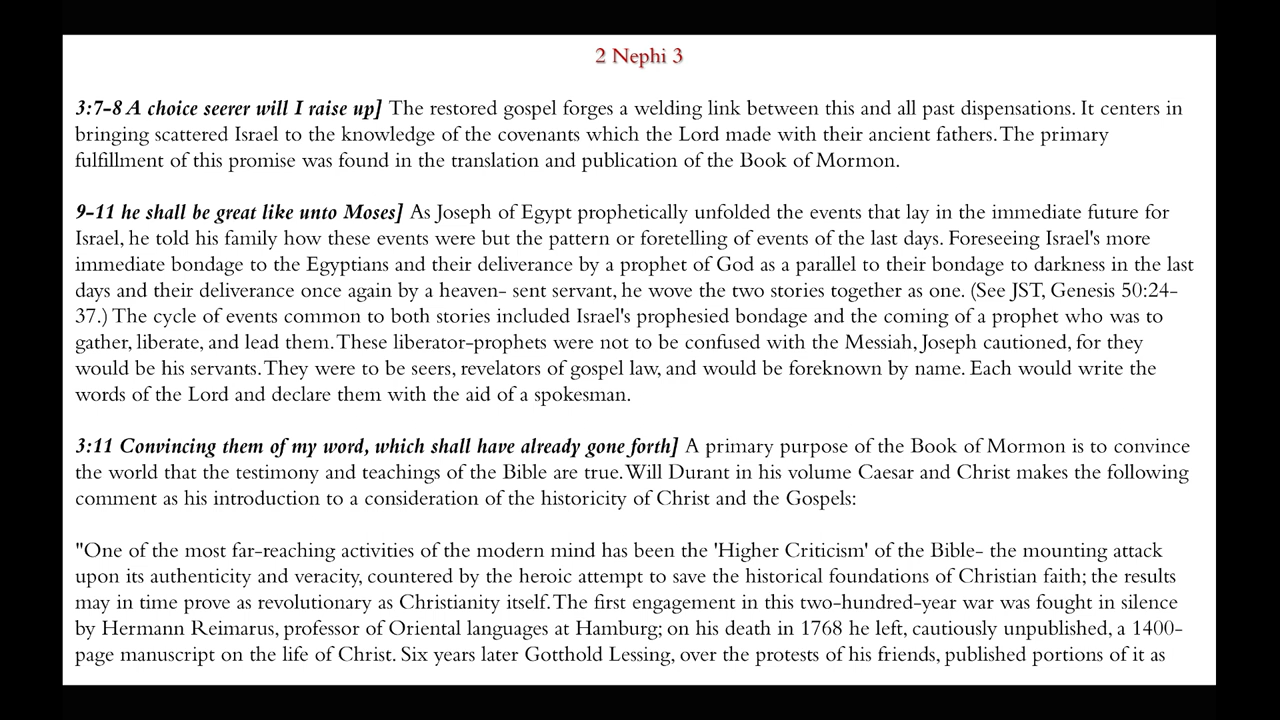 2 Nephi 3
3:7-8 A choice seerer will I raise up] The restored gospel forges a welding link between this and all past dispensations. It centers in
bringing scattered Israel to the knowledge of the covenants which the Lord made with their ancient fathers. The primary
fulfillment of this promise was found in the translation and publication of the Book of Mormon.
9-11 he shall be great like unto Moses] As Joseph of Egypt prophetically unfolded the events that lay in the immediate future for
Israel, he told his family how these events were but the pattern or foretelling of events of the last days. Foreseeing Israel's more
immediate bondage to the Egyptians and their deliverance by a prophet of God as a parallel to their bondage to darkness in the last
days and their deliverance once again by a heaven- sent servant, he wove the two stories together as one. (See JST, Genesis 50:24-
37.) The cycle of events common to both stories included Israel's prophesied bondage and the coming of a prophet who was to
gather, liberate, and lead them. These liberator-prophets were not to be confused with the Messiah, Joseph cautioned, for they
would be his servants. They were to be seers, revelators of gospel law, and would be foreknown by name. Each would write the
words of the Lord and declare them with the aid of a spokesman.
3:11 Convincing them of my word, which shall have already gone forth] A primary purpose of the Book of Mormon is to convince
the world that the testimony and teachings of the Bible are true. Will Durant in his volume Caesar and Christ makes the following
comment as his introduction to a consideration of the historicity of Christ and the Gospels:
"One of the most far-reaching activities of the modern mind has been the 'Higher Criticism' of the Bible- the mounting attack
upon its authenticity and veracity, countered by the heroic attempt to save the historical foundations of Christian faith; the results
may in time prove as revolutionary as Christianity itself. The first engagement in this two-hundred-year war was fought in silence
by Hermann Reimarus, professor of Oriental languages at Hamburg; on his death in 1768 he left, cautiously unpublished, a 1400-
page manuscript on the life of Christ. Six years later Gotthold Lessing, over the protests of his friends, published portions of it as